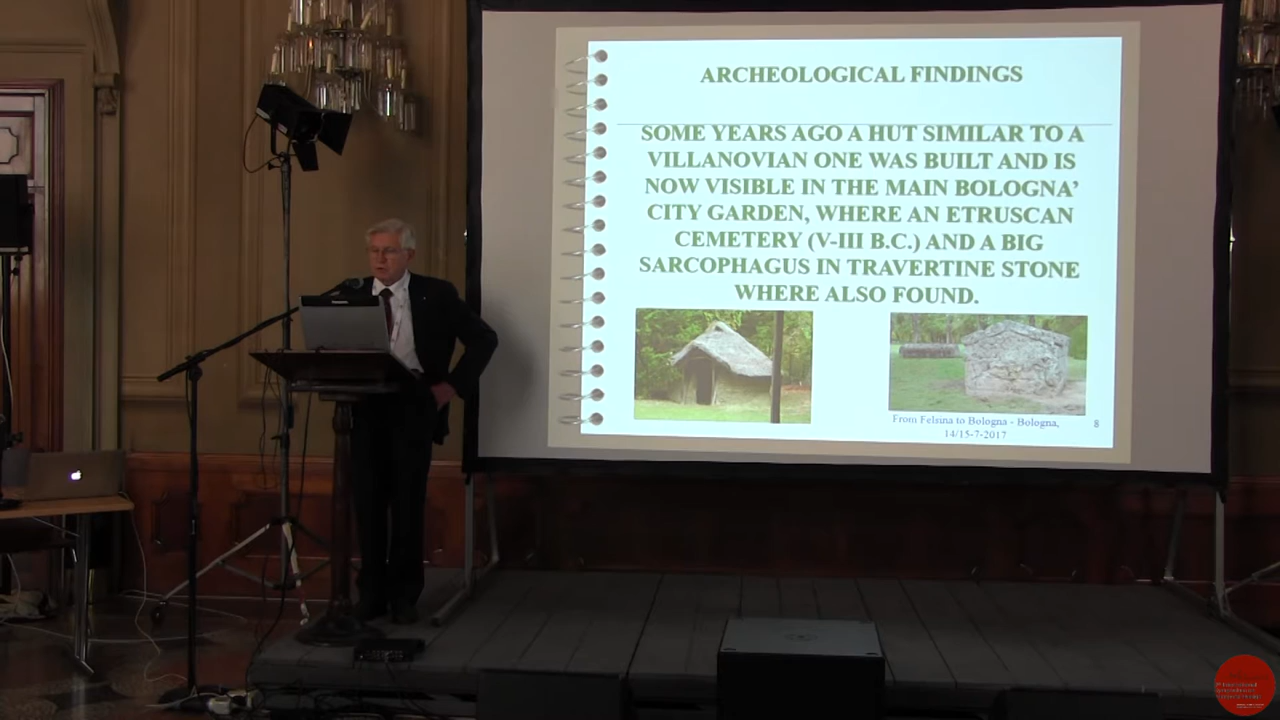 ARCHEOLOGICAL FINDINGS
SOME YEARS AGO A HUT SIMILAR TO A
VILLANOVIAN ONE WAS BUILT AND IS
NOW VISIBLE IN THE MAIN BOLOGNA'
CITY GARDEN, WHERE AN ETRUSCAN
CEMETERY (V-III B.C.) AND A BIG
SARCOPHAGUS IN TRAVERTINE STONE
WHERE ALSO FOUND.
From Felsina to Bologna - Bologna,
14/15-7-2017
8